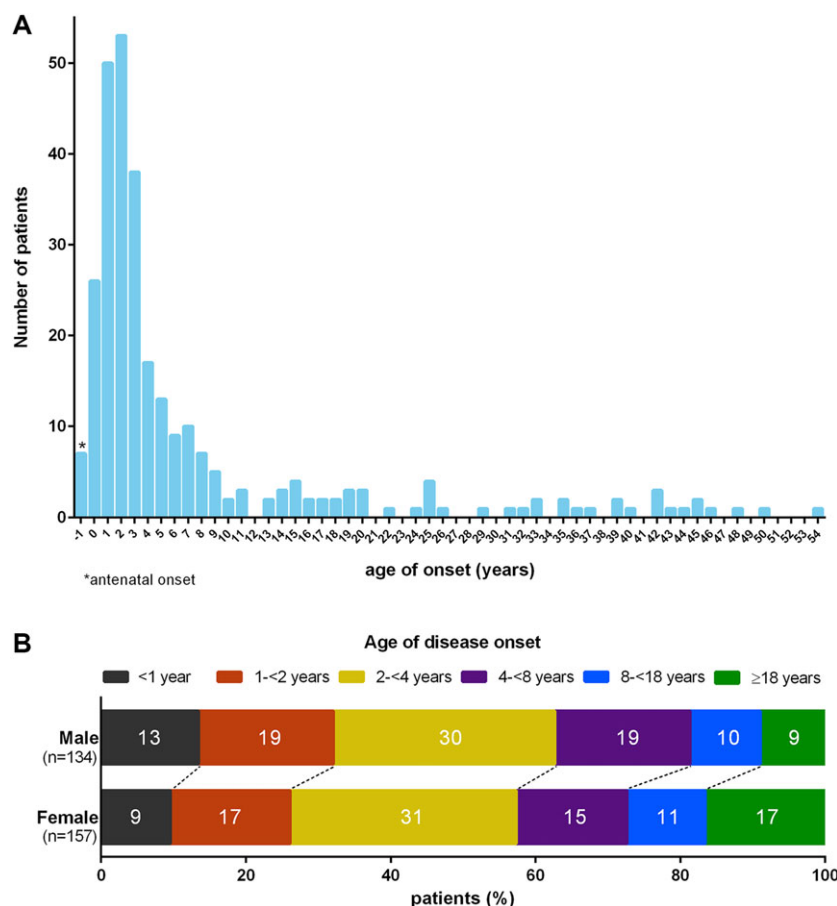 A
Number of patients
50
40
30
20
10
0
*
-1 0 1 2 3 4 5 6 7 8 9 10 11 12 13 14 15 16 17 18 19 20 21 22 24 25 26 27 28 29 30 31 32 33 34 35 36 37 38 39 40 41 42 43 44 45 46 47 48 49 50 51 52 53 54
*antenatal onset
age of onset (years)
B
Age of disease onset
<1 year 1-<2 years 2-<4 years 4-<8 years 8-<18 years ≥18 years
Male
(n=134)
13 19 30 19 10 9
Female
(n=157)
9 17 31 15 11 17
0 20 40 60 80 100
patients (%)